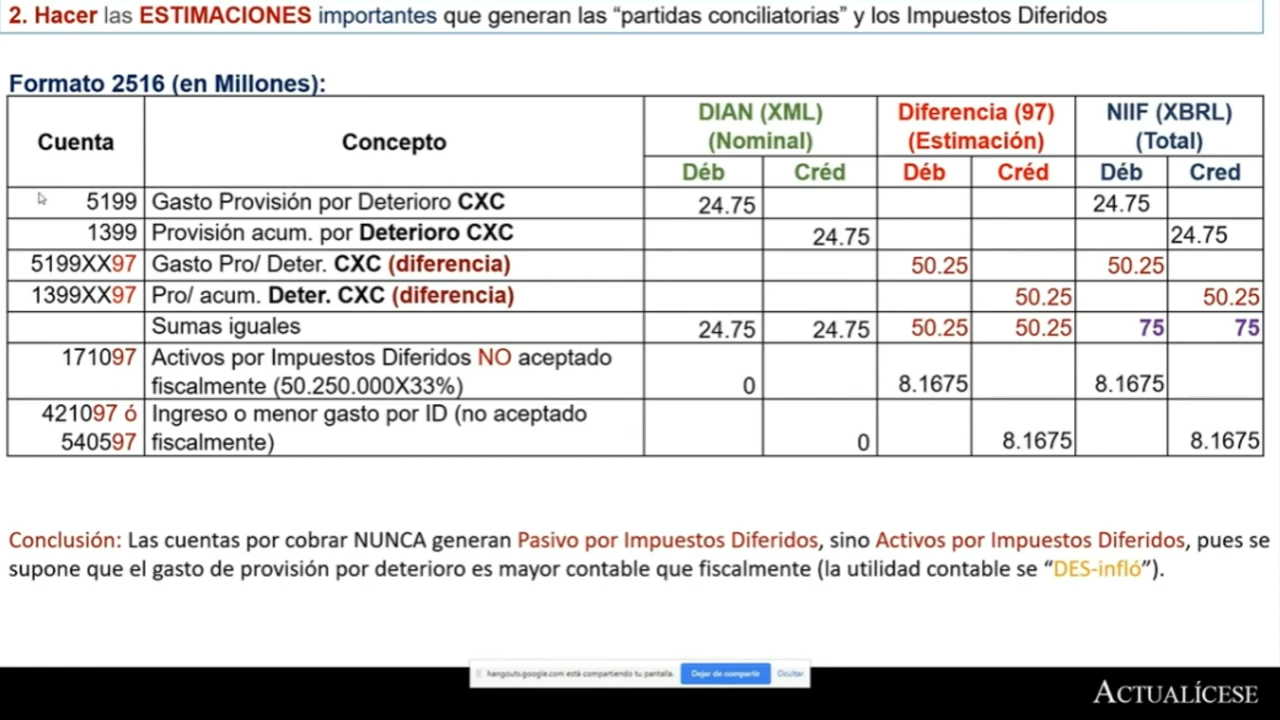 2. Hacer las ESTIMACIONES importantes que generan las “partidas conciliatorias” y los Impuestos Diferidos
Formato 2516 (en Millones):
Cuenta Concepto DIAN (XML) (Nominal) Diferencia (97) (Estimación) NIIF (XBRL) (Total)
Déb Créd Déb Créd Déb Cred
5199 Gasto Provisión por Deterioro CXC 24.75 24.75
1399 Provisión acum. por Deterioro CXC 24.75 24.75
5199XX97 Gasto Pro/ Deter. CXC (diferencia) 50.25 50.25
1399XX97 Pro/ acum. Deter. CXC (diferencia) 50.25 50.25
Sumas iguales 24.75 24.75 50.25 50.25 75 75
171097 Activos por Impuestos Diferidos NO aceptado
fiscalmente (50.250.000X33%) 0 8.1675 8.1675
421097 ó Ingreso o menor gasto por ID (no aceptado
540597 fiscalmente) 0 8.1675 8.1675
Conclusión: Las cuentas por cobrar NUNCA generan Pasivo por Impuestos Diferidos, sino Activos por Impuestos Diferidos, pues se
supone que el gasto de provisión por deterioro es mayor contable que fiscalmente (la utilidad contable se “DES-infló”).
hangouts.google.com está compartiendo tu pantalla. Dejar de compartir Ocultar
ACTUALÍCESE